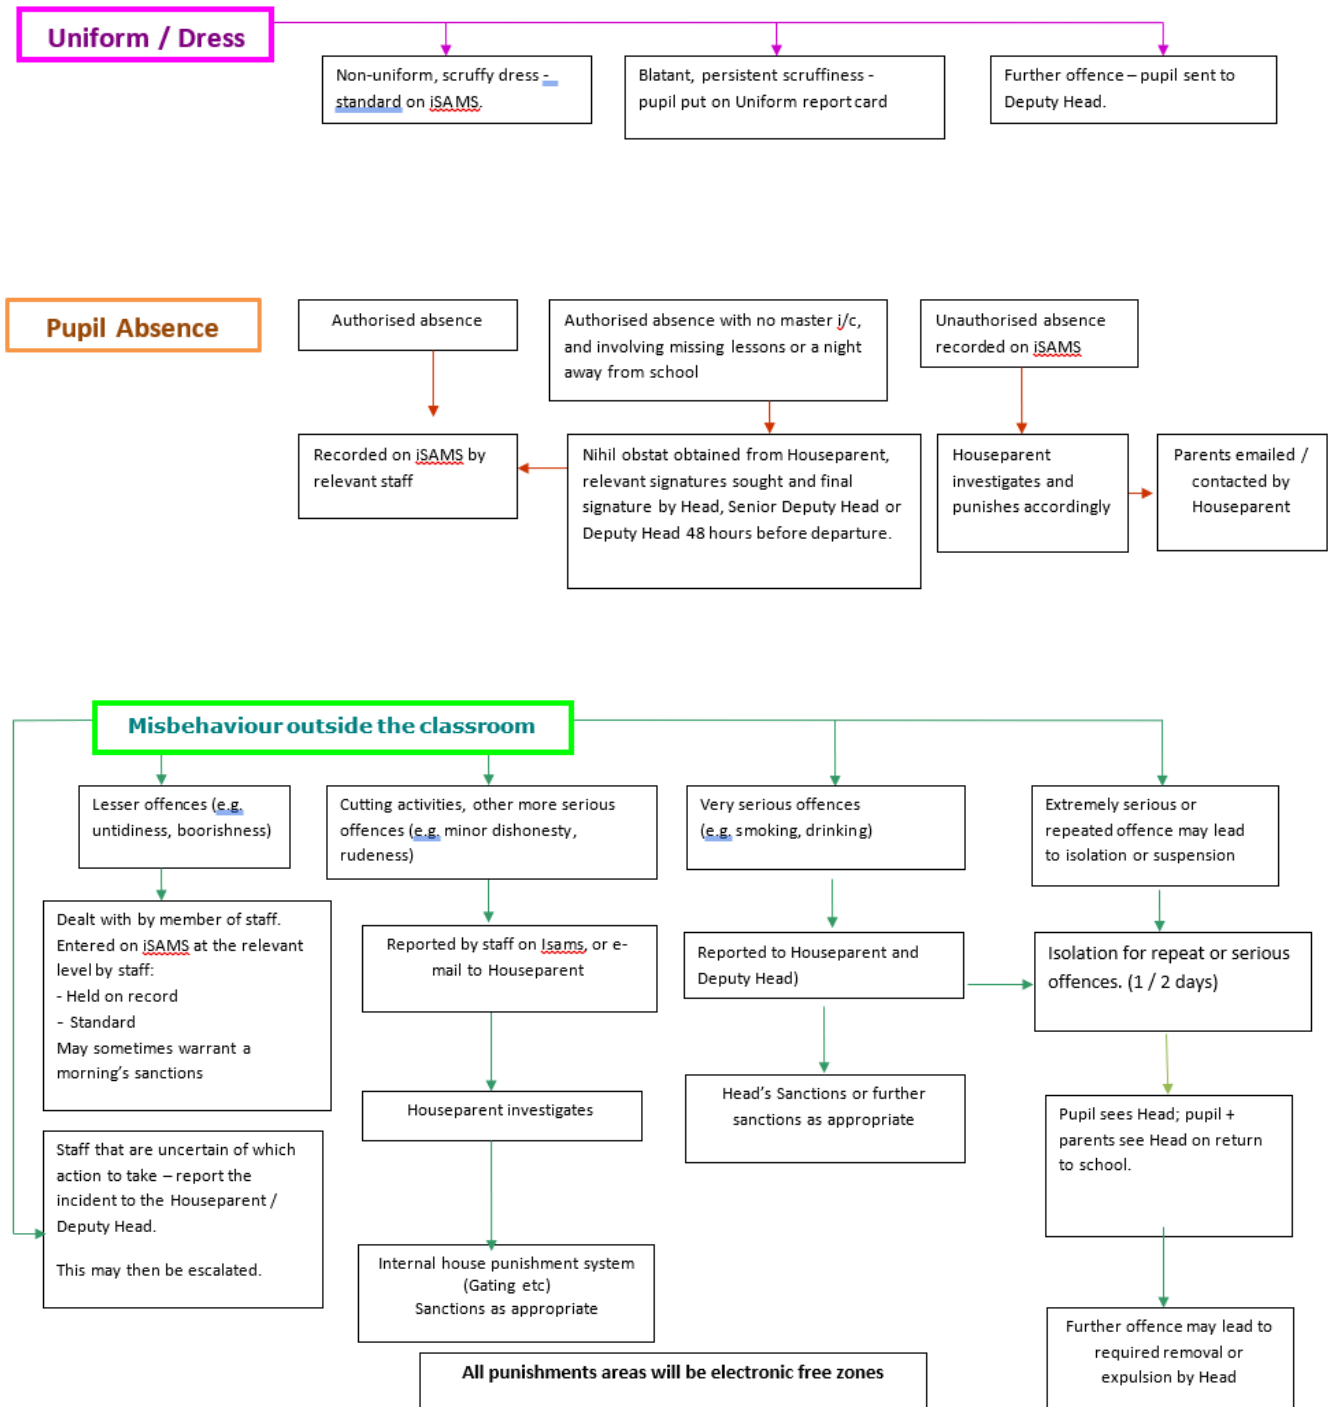 Uniform / Dress
Non-uniform, scruffy dress -
standard on iSAMS.
Blatant, persistent scruffiness -
pupil put on Uniform report card
Further offence – pupil sent to
Deputy Head.
Pupil Absence
Authorised absence
Authorised absence with no master i/c,
and involving missing lessons or a night
away from school
Unauthorised absence
recorded on iSAMS
Recorded on iSAMS by
relevant staff
Nihil obstat obtained from Houseparent,
relevant signatures sought and final
signature by Head, Senior Deputy Head or
Deputy Head 48 hours before departure.
Houseparent
investigates and
punishes accordingly
Parents emailed /
contacted by
Houseparent
Misbehaviour outside the classroom
Lesser offences (e.g.
untidiness, boorishness)
Cutting activities, other more serious
offences (e.g. minor dishonesty,
rudeness)
Very serious offences
(e.g. smoking, drinking)
Extremely serious or
repeated offence may lead
to isolation or suspension
Dealt with by member of staff.
Entered on iSAMS at the relevant
level by staff:
- Held on record
- Standard
May sometimes warrant a
morning's sanctions
Reported by staff on Isams, or e-
mail to Houseparent
Reported to Houseparent and
Deputy Head)
Isolation for repeat or serious
offences. (1 / 2 days)
Houseparent investigates
Head's Sanctions or further
sanctions as appropriate
Pupil sees Head; pupil +
parents see Head on return
to school.
Staff that are uncertain of which
action to take – report the
incident to the Houseparent /
Deputy Head.
This may then be escalated.
Internal house punishment system
(Gating etc)
Sanctions as appropriate
Further offence may lead to
required removal or
expulsion by Head
All punishments areas will be electronic free zones